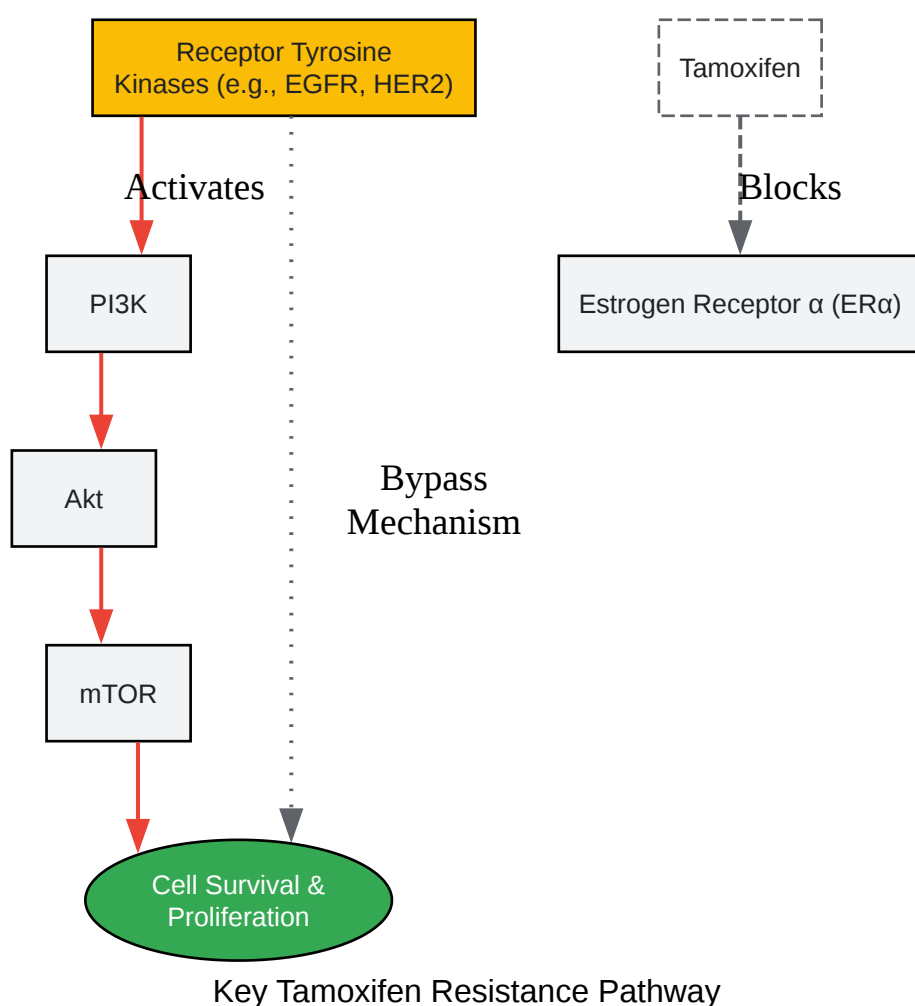 Receptor Tyrosine
Kinases (e.g., EGFR, HER2)
Tamoxifen
Activates
Blocks
PI3K
Estrogen Receptor α (ERα)
Akt
Bypass
Mechanism
mTOR
Cell Survival &
Proliferation
Key Tamoxifen Resistance Pathway